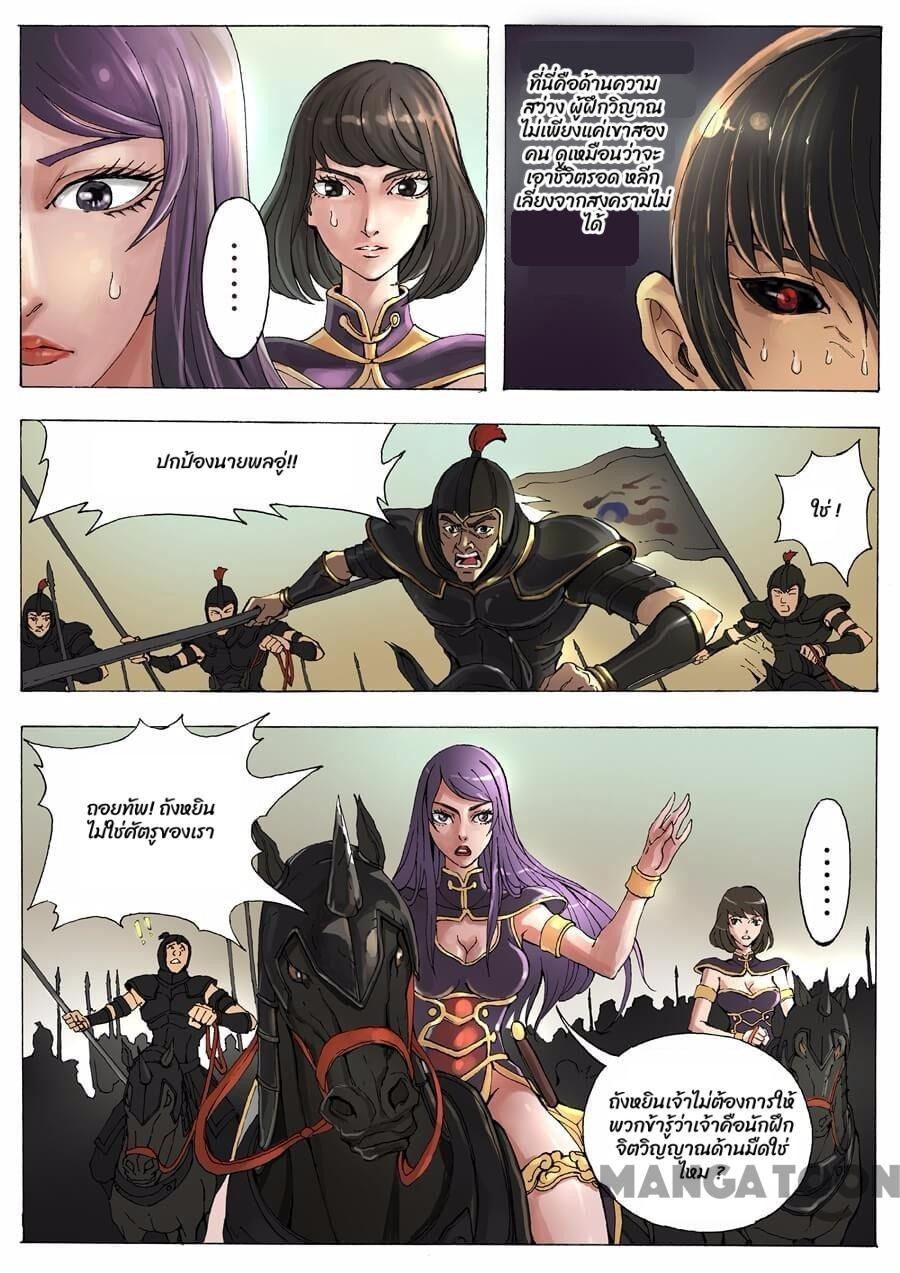 ......
ที่นี่คือด้านความ
สว่าง ผู้ฝึกวิญาณ
ไม่เพียงแค่เขาสอง
คน ดูเหมือนว่าจะ
เอาชีวิตรอด หลีก
เลี่ยงจากสงครามไม่
ได้
ปกป้องนายพลอู่!!
ใช่ !
ถอยทัพ! ถังหยิน
ไม่ใช่ศัตรูของเรา
!!
......
ถังหยินเจ้าไม่ต้องการให้
พวกข้ารู้ว่าเจ้าคือนักฝึก
จิตวิญญาณด้านมืดใช่
ไหม ?
MANGATOON